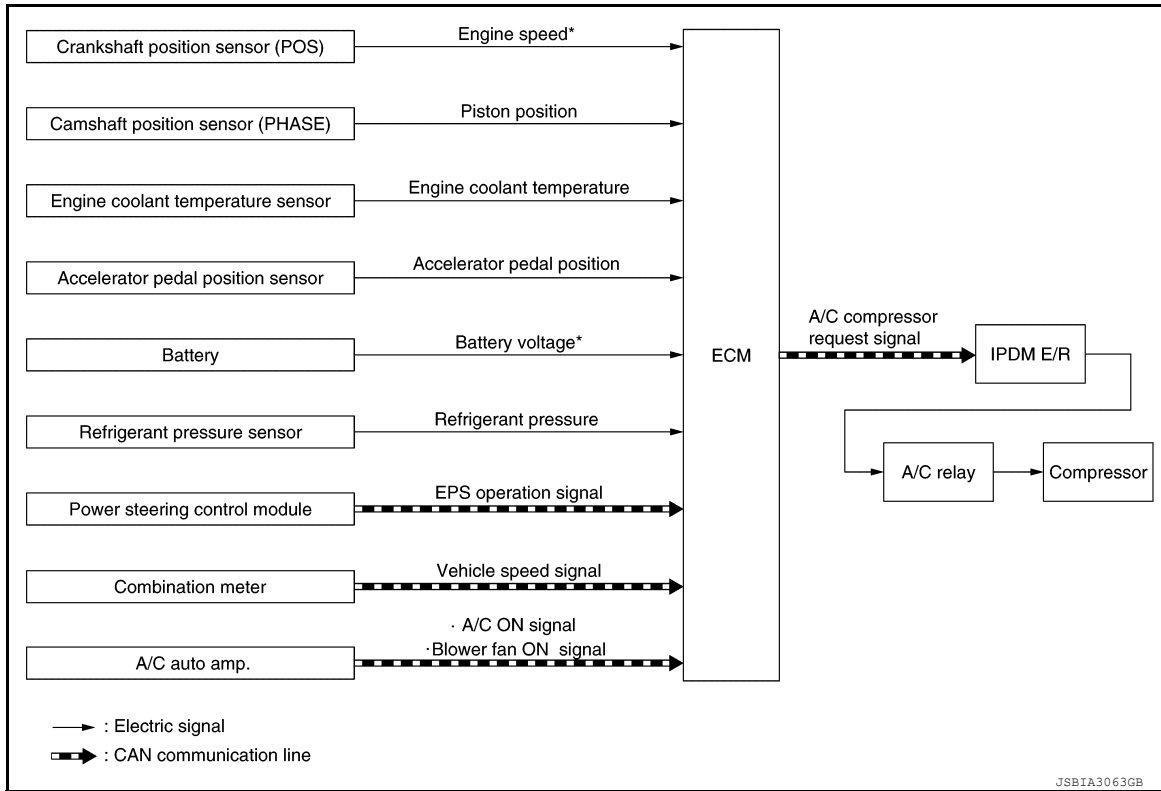 Crankshaft position sensor (POS)
Engine speed*
Camshaft position sensor (PHASE)
Piston position
Engine coolant temperature sensor
Engine coolant temperature
Accelerator pedal position sensor
Accelerator pedal position
Battery
Battery voltage*
Refrigerant pressure sensor
Refrigerant pressure
Power steering control module
EPS operation signal
Combination meter
Vehicle speed signal
A/C auto amp.
· A/C ON signal
·Blower fan ON signal
ECM
A/C compressor
request signal
IPDM E/R
A/C relay
Compressor
: Electric signal
: CAN communication line
JSBIA3063GB